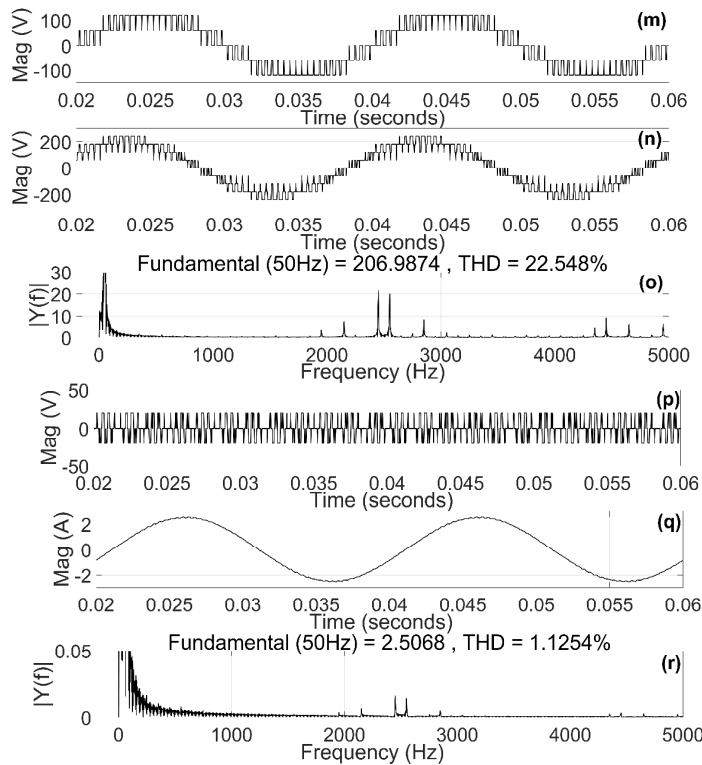 100
0
-100
Mag (V)
(m)
0.02 0.025 0.03 0.035 0.04 0.045 0.05 0.055 0.06
Time (seconds)
200
0
-200
Mag (V)
(n)
0.02 0.025 0.03 0.035 0.04 0.045 0.05 0.055 0.06
Time (seconds)
Fundamental (50Hz) = 206.9874 , THD = 22.548%
30
20
10
0
|Y(f)|
(o)
0 1000 2000 3000 4000 5000
Frequency (Hz)
50
0
-50
Mag (V)
(p)
0.02 0.025 0.03 0.035 0.04 0.045 0.05 0.055 0.06
Time (seconds)
2
0
-2
Mag (A)
(q)
0.02 0.025 0.03 0.035 0.04 0.045 0.05 0.055 0.06
Time (seconds)
Fundamental (50Hz) = 2.5068 , THD = 1.1254%
0.05
0
|Y(f)|
(r)
0 1000 2000 3000 4000 5000
Frequency (Hz)